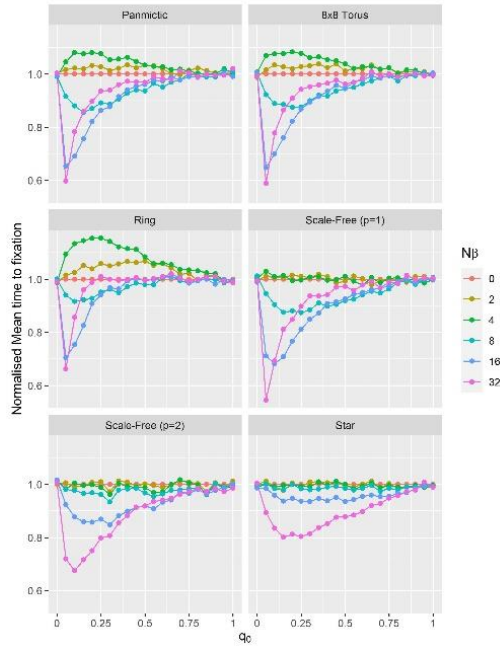 Panmictic
8x8 Torus
1.0
0.8
0.6
Ring
Scale-Free (p=1)
Normalised Mean time to fixation
1.0
0.8
0.6
Nβ
0
2
4
8
16
32
Scale-Free (p=2)
Star
1.0
0.8
0.6
0 0.25 0.5 0.75 1 0 0.25 0.5 0.75 1
q₀